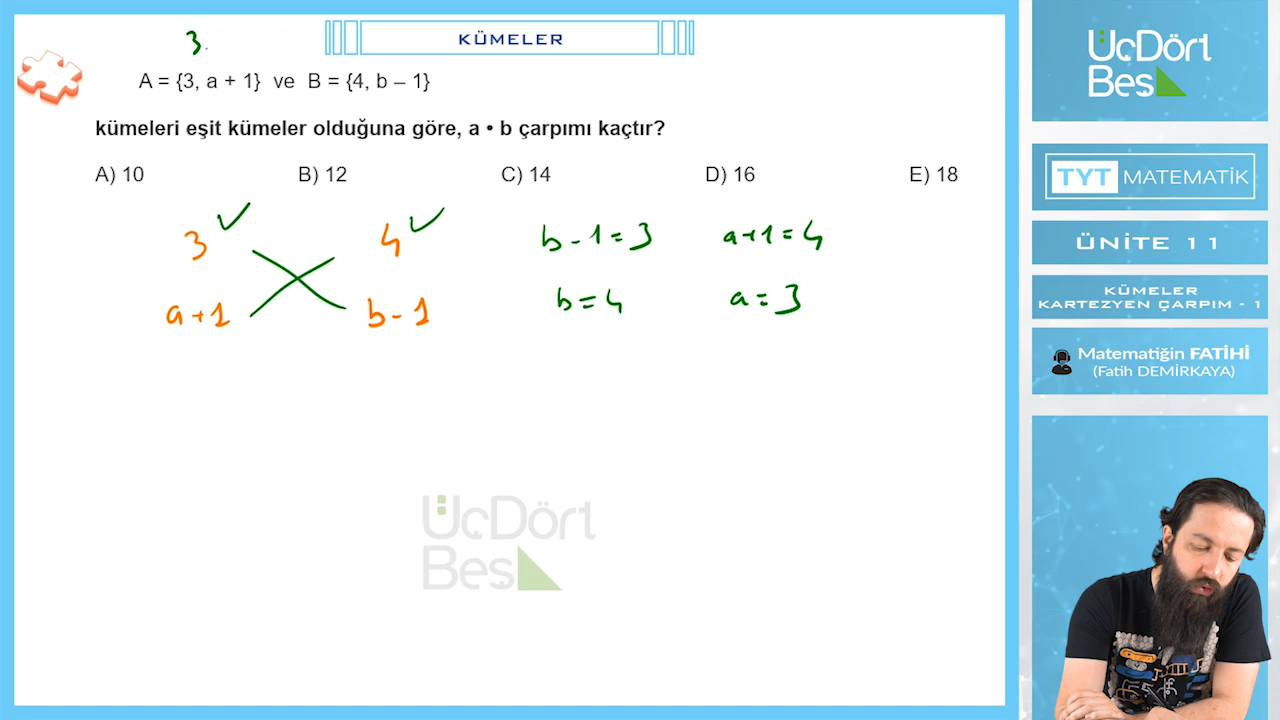 3.
KÜMELER
A = {3, a + 1} ve B = {4, b – 1}
kümeleri eşit kümeler olduğuna göre, a • b çarpımı kaçtır?
A) 10 B) 12 C) 14 D) 16 E) 18
3 4 b-1=3 a+1=4
a+1 b-1 b=4 a=3
ÜçDört
Beş
ÜçDört
Beş
TYT MATEMATİK
ÜNİTE 11
KÜMELER
KARTEZYEN ÇARPIM - 1
Matematiğin FATİHİ
(Fatih DEMİRKAYA)